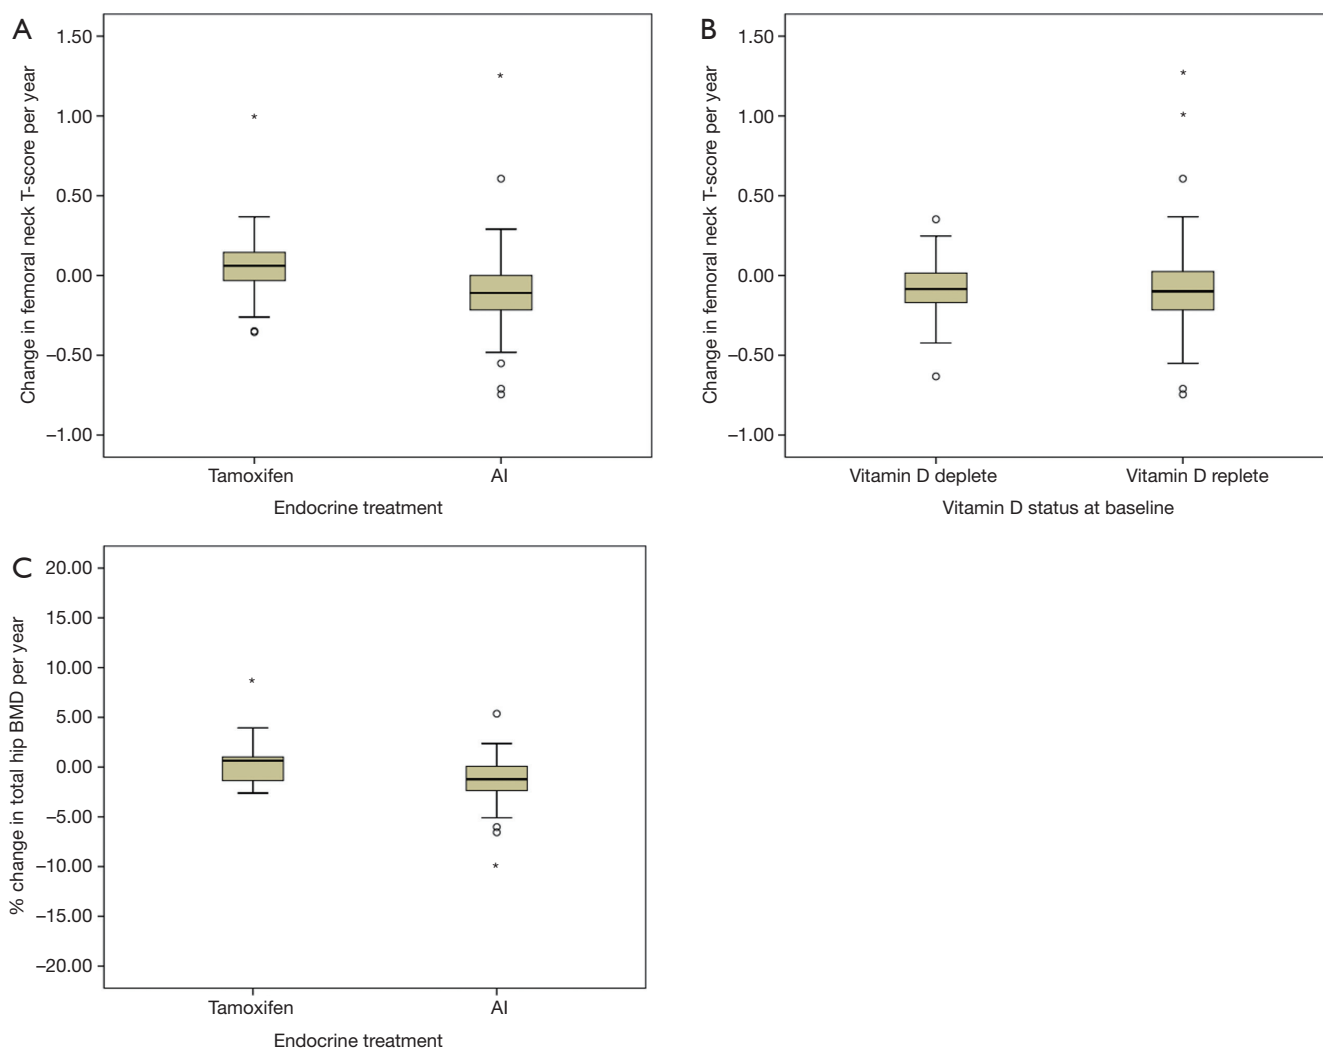 A
Change in femoral neck T-score per year
1.50
1.00
0.50
0.00
−0.50
−1.00
Tamoxifen
AI
Endocrine treatment
B
Change in femoral neck T-score per year
1.50
1.00
0.50
0.00
−0.50
−1.00
Vitamin D deplete
Vitamin D replete
Vitamin D status at baseline
C
% change in total hip BMD per year
20.00
15.00
10.00
5.00
0.00
−5.00
−10.00
−15.00
−20.00
Tamoxifen
AI
Endocrine treatment